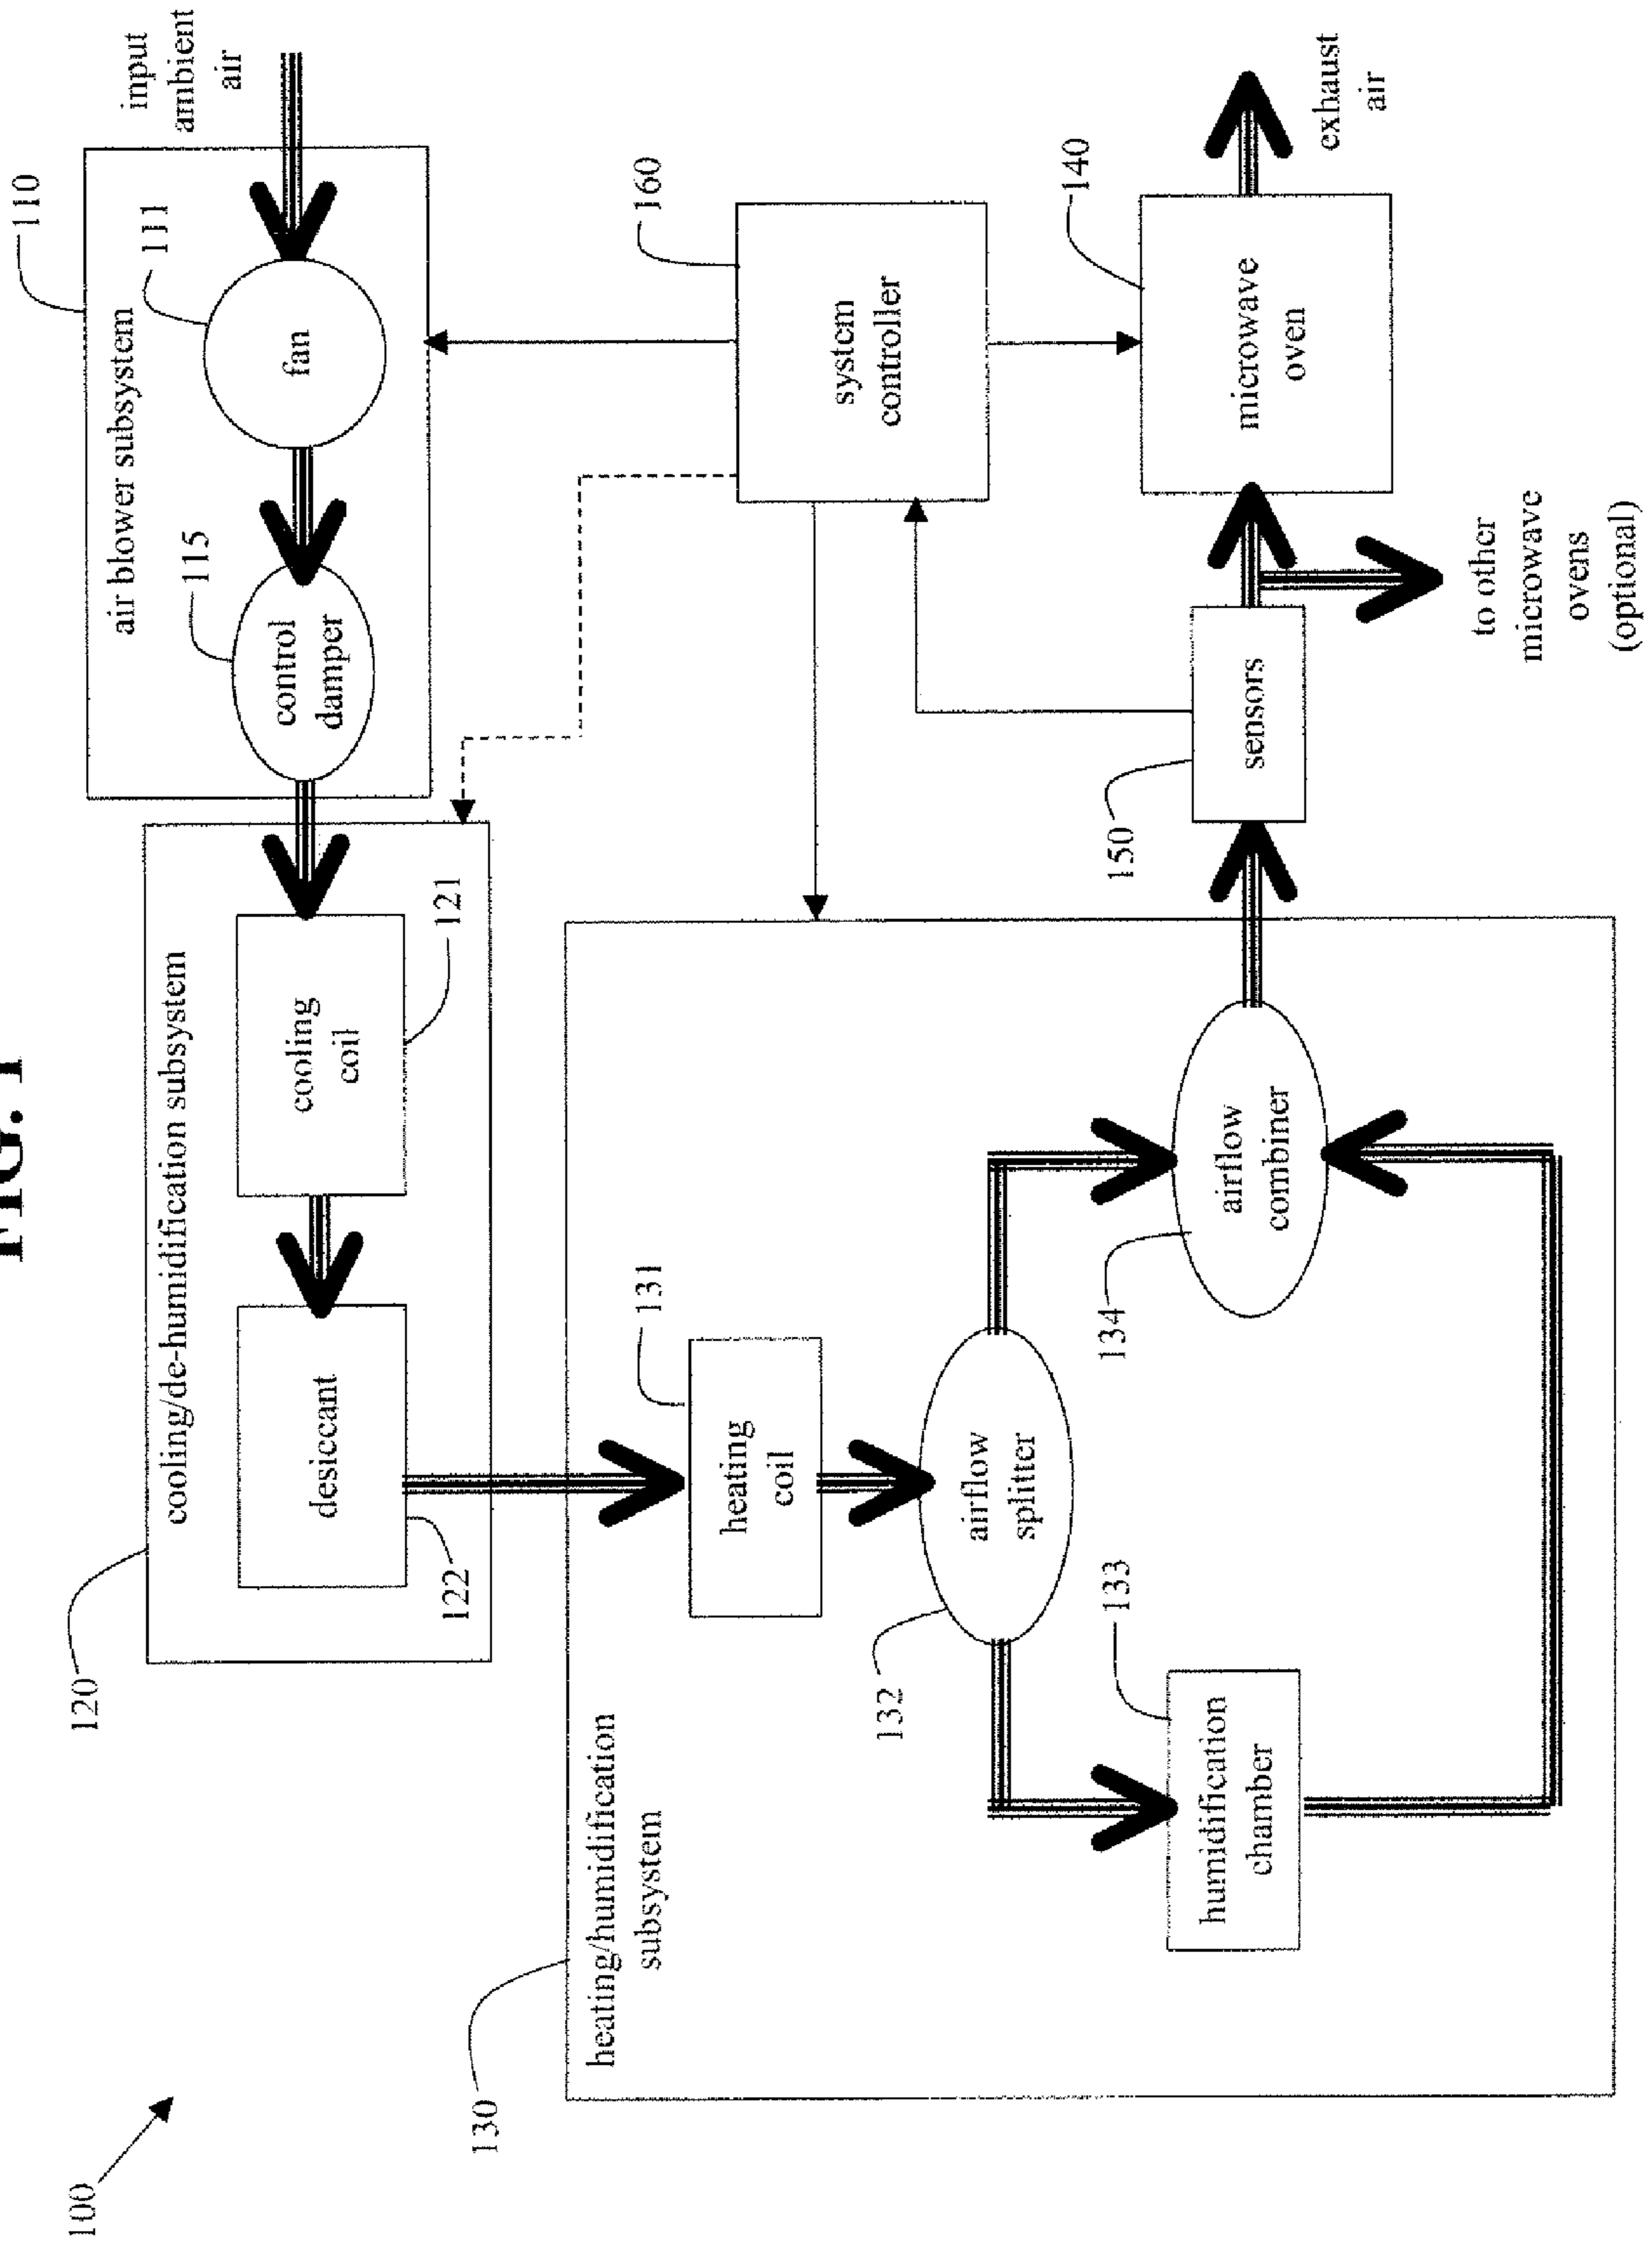 FIG. 1
100
110
air blower subsystem
111
fan
115
control
damper
input
ambient
air
120
cooling/de-humidification subsystem
cooling
coil
121
desiccant
122
130
heating/humidification
subsystem
131
heating
coil
132
airflow
splitter
133
humidification
chamber
134
airflow
combiner
150
sensors
160
system
controller
140
microwave
oven
exhaust
air
to other
microwave
ovens
(optional)